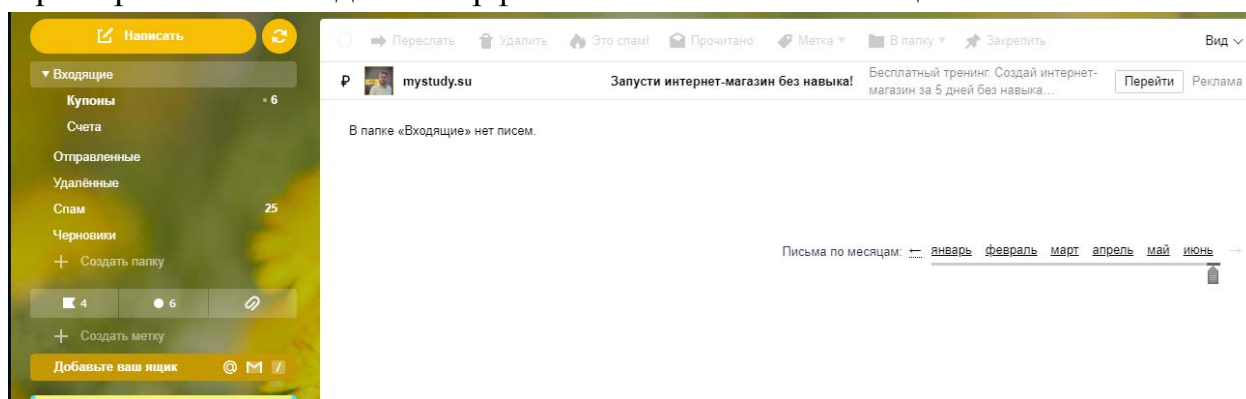 Написать
Переслать Удалить Это спам! Прочитано Метка В папку Закрепить Вид
Входящие
₽ mystudy.su Запусти интернет-магазин без навыка! Бесплатный тренинг. Создай интернет-
магазин за 5 дней без навыка... Перейти Реклама
Купоны 6
Счета
В папке «Входящие» нет писем.
Отправленные
Удалённые
Спам 25
Черновики
Создать папку
Письма по месяцам: ← январь февраль март апрель май июнь →
4 6
Создать метку
Добавьте ваш ящик